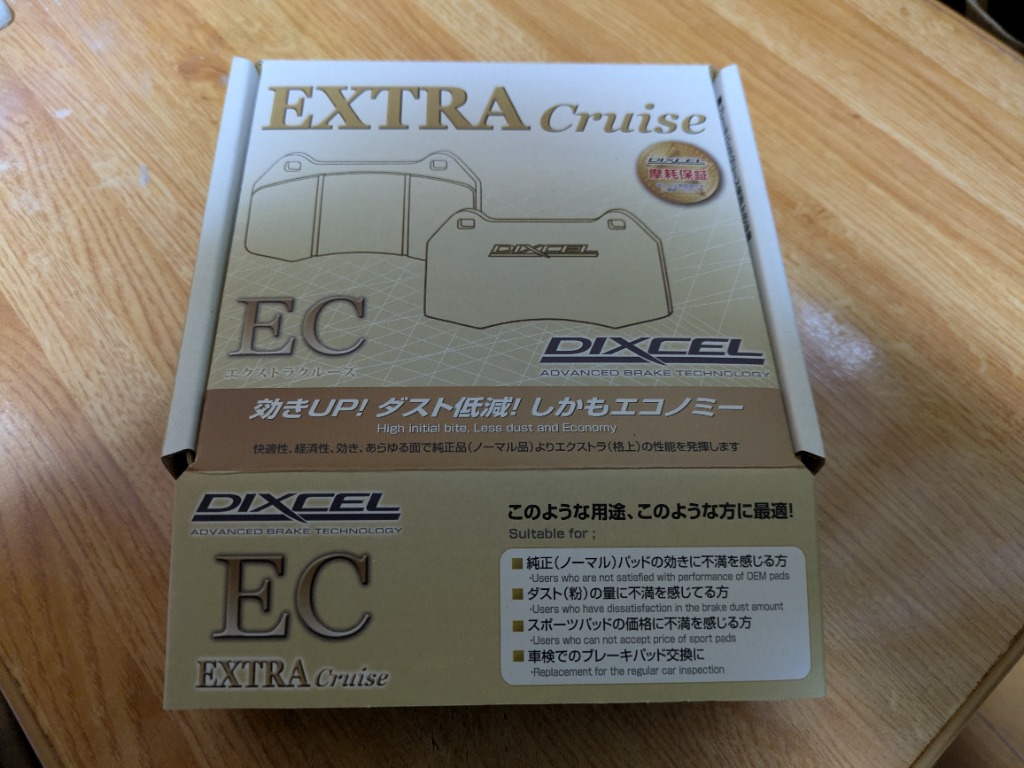 EXTRA Cruise
DIXCEL
摩耗保証
DIXCEL
EC
エクストラクルーズ
DIXCEL
ADVANCED BRAKE TECHNOLOGY
効きUP! ダスト低減! しかもエコノミー
High initial bite, Less dust and Economy
快適性、経済性、効き、あらゆる面で純正品(ノーマル品)よりエクストラ(格上)の性能を発揮します
DIXCEL
ADVANCED BRAKE TECHNOLOGY
EC
EXTRA Cruise
このような用途、このような方に最適!
Suitable for ;
■ 純正(ノーマル)パッドの効きに不満を感じる方
・Users who are not satisfied with performance of OEM pads
■ ダスト(粉)の量に不満を感じてる方
・Users who have dissatisfaction in the brake dust amount
■ スポーツパッドの価格に不満を感じる方
・Users who can not accept price of sport pads
■ 車検でのブレーキパッド交換に
・Replacement for the regular car inspection